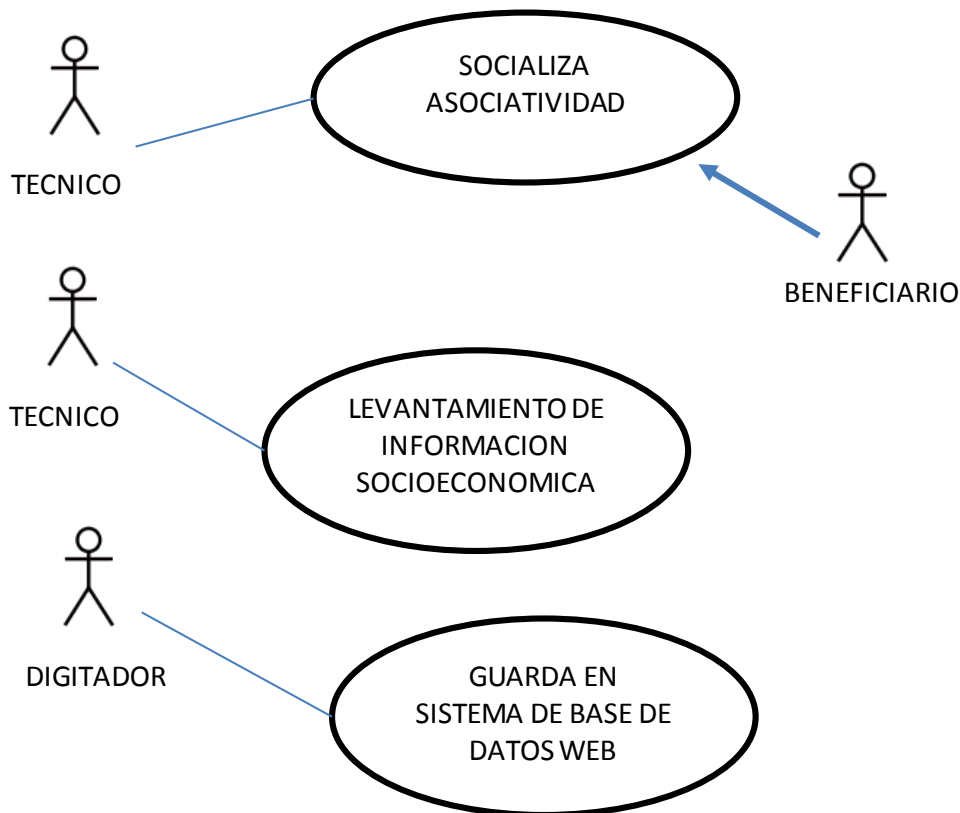 SOCIALIZA
ASOCIATIVIDAD
TECNICO
BENEFICIARIO
TECNICO
LEVANTAMIENTO DE
INFORMACION
SOCIOECONOMICA
DIGITADOR
GUARDA EN
SISTEMA DE BASE DE
DATOS WEB